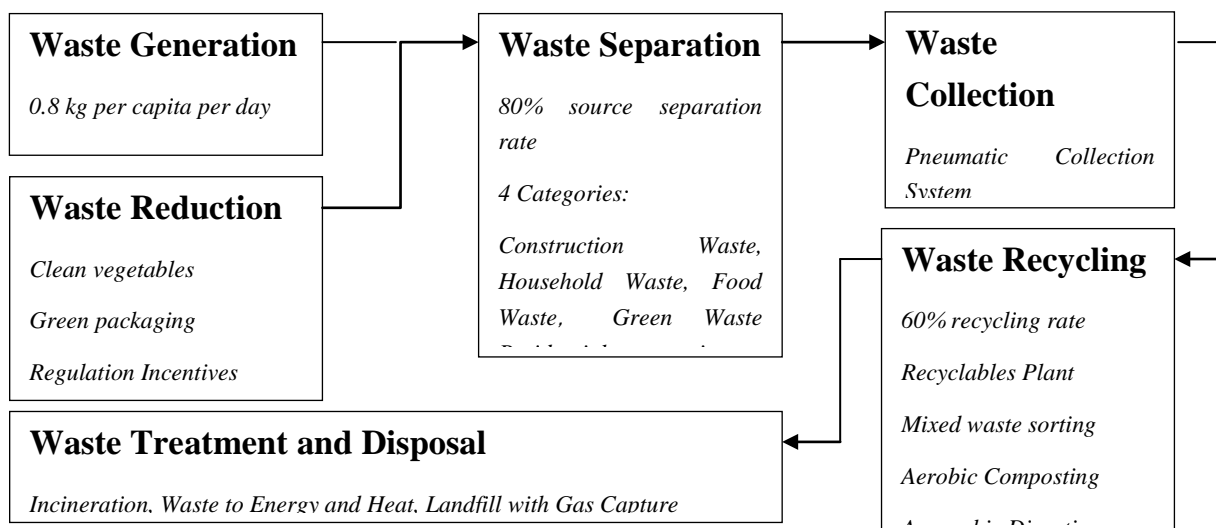 Waste Generation
0.8 kg per capita per day
Waste Reduction
Clean vegetables
Green packaging
Regulation Incentives
Waste Separation
80% source separation
rate
4 Categories:
Construction Waste,
Household Waste, Food
Waste, Green Waste
Waste
Collection
Pneumatic Collection
System
Waste Recycling
60% recycling rate
Recyclables Plant
Mixed waste sorting
Aerobic Composting
Waste Treatment and Disposal
Incineration, Waste to Energy and Heat, Landfill with Gas Capture